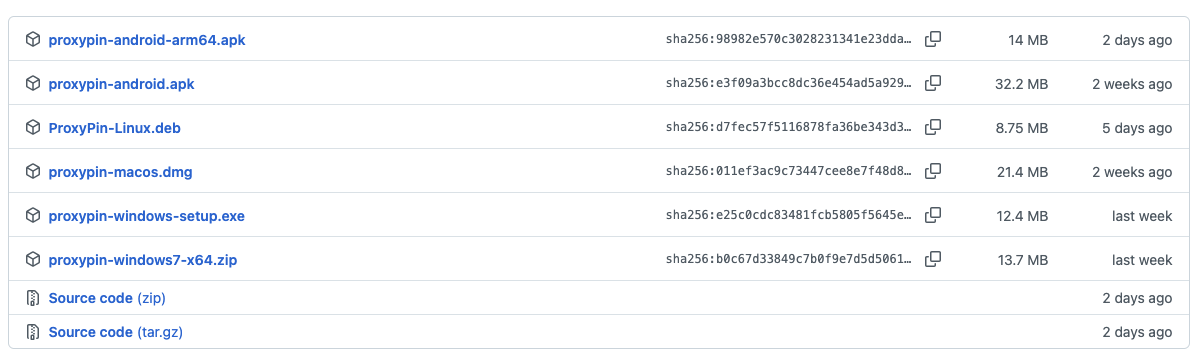 proxypin-android-arm64.apk sha256:98982e570c3028231341e23dda… 14 MB 2 days ago
proxypin-android.apk sha256:e3f09a3bcc8dc36e454ad5a929… 32.2 MB 2 weeks ago
ProxyPin-Linux.deb sha256:d7fec57f5116878fa36be343d3… 8.75 MB 5 days ago
proxypin-macos.dmg sha256:011ef3ac9c73447cee8e7f48d8… 21.4 MB 2 weeks ago
proxypin-windows-setup.exe sha256:e25c0cdc83481fcb5805f5645e… 12.4 MB last week
proxypin-windows7-x64.zip sha256:b0c67d33849c7b0f9e7d5d5061… 13.7 MB last week
Source code (zip) 2 days ago
Source code (tar.gz) 2 days ago